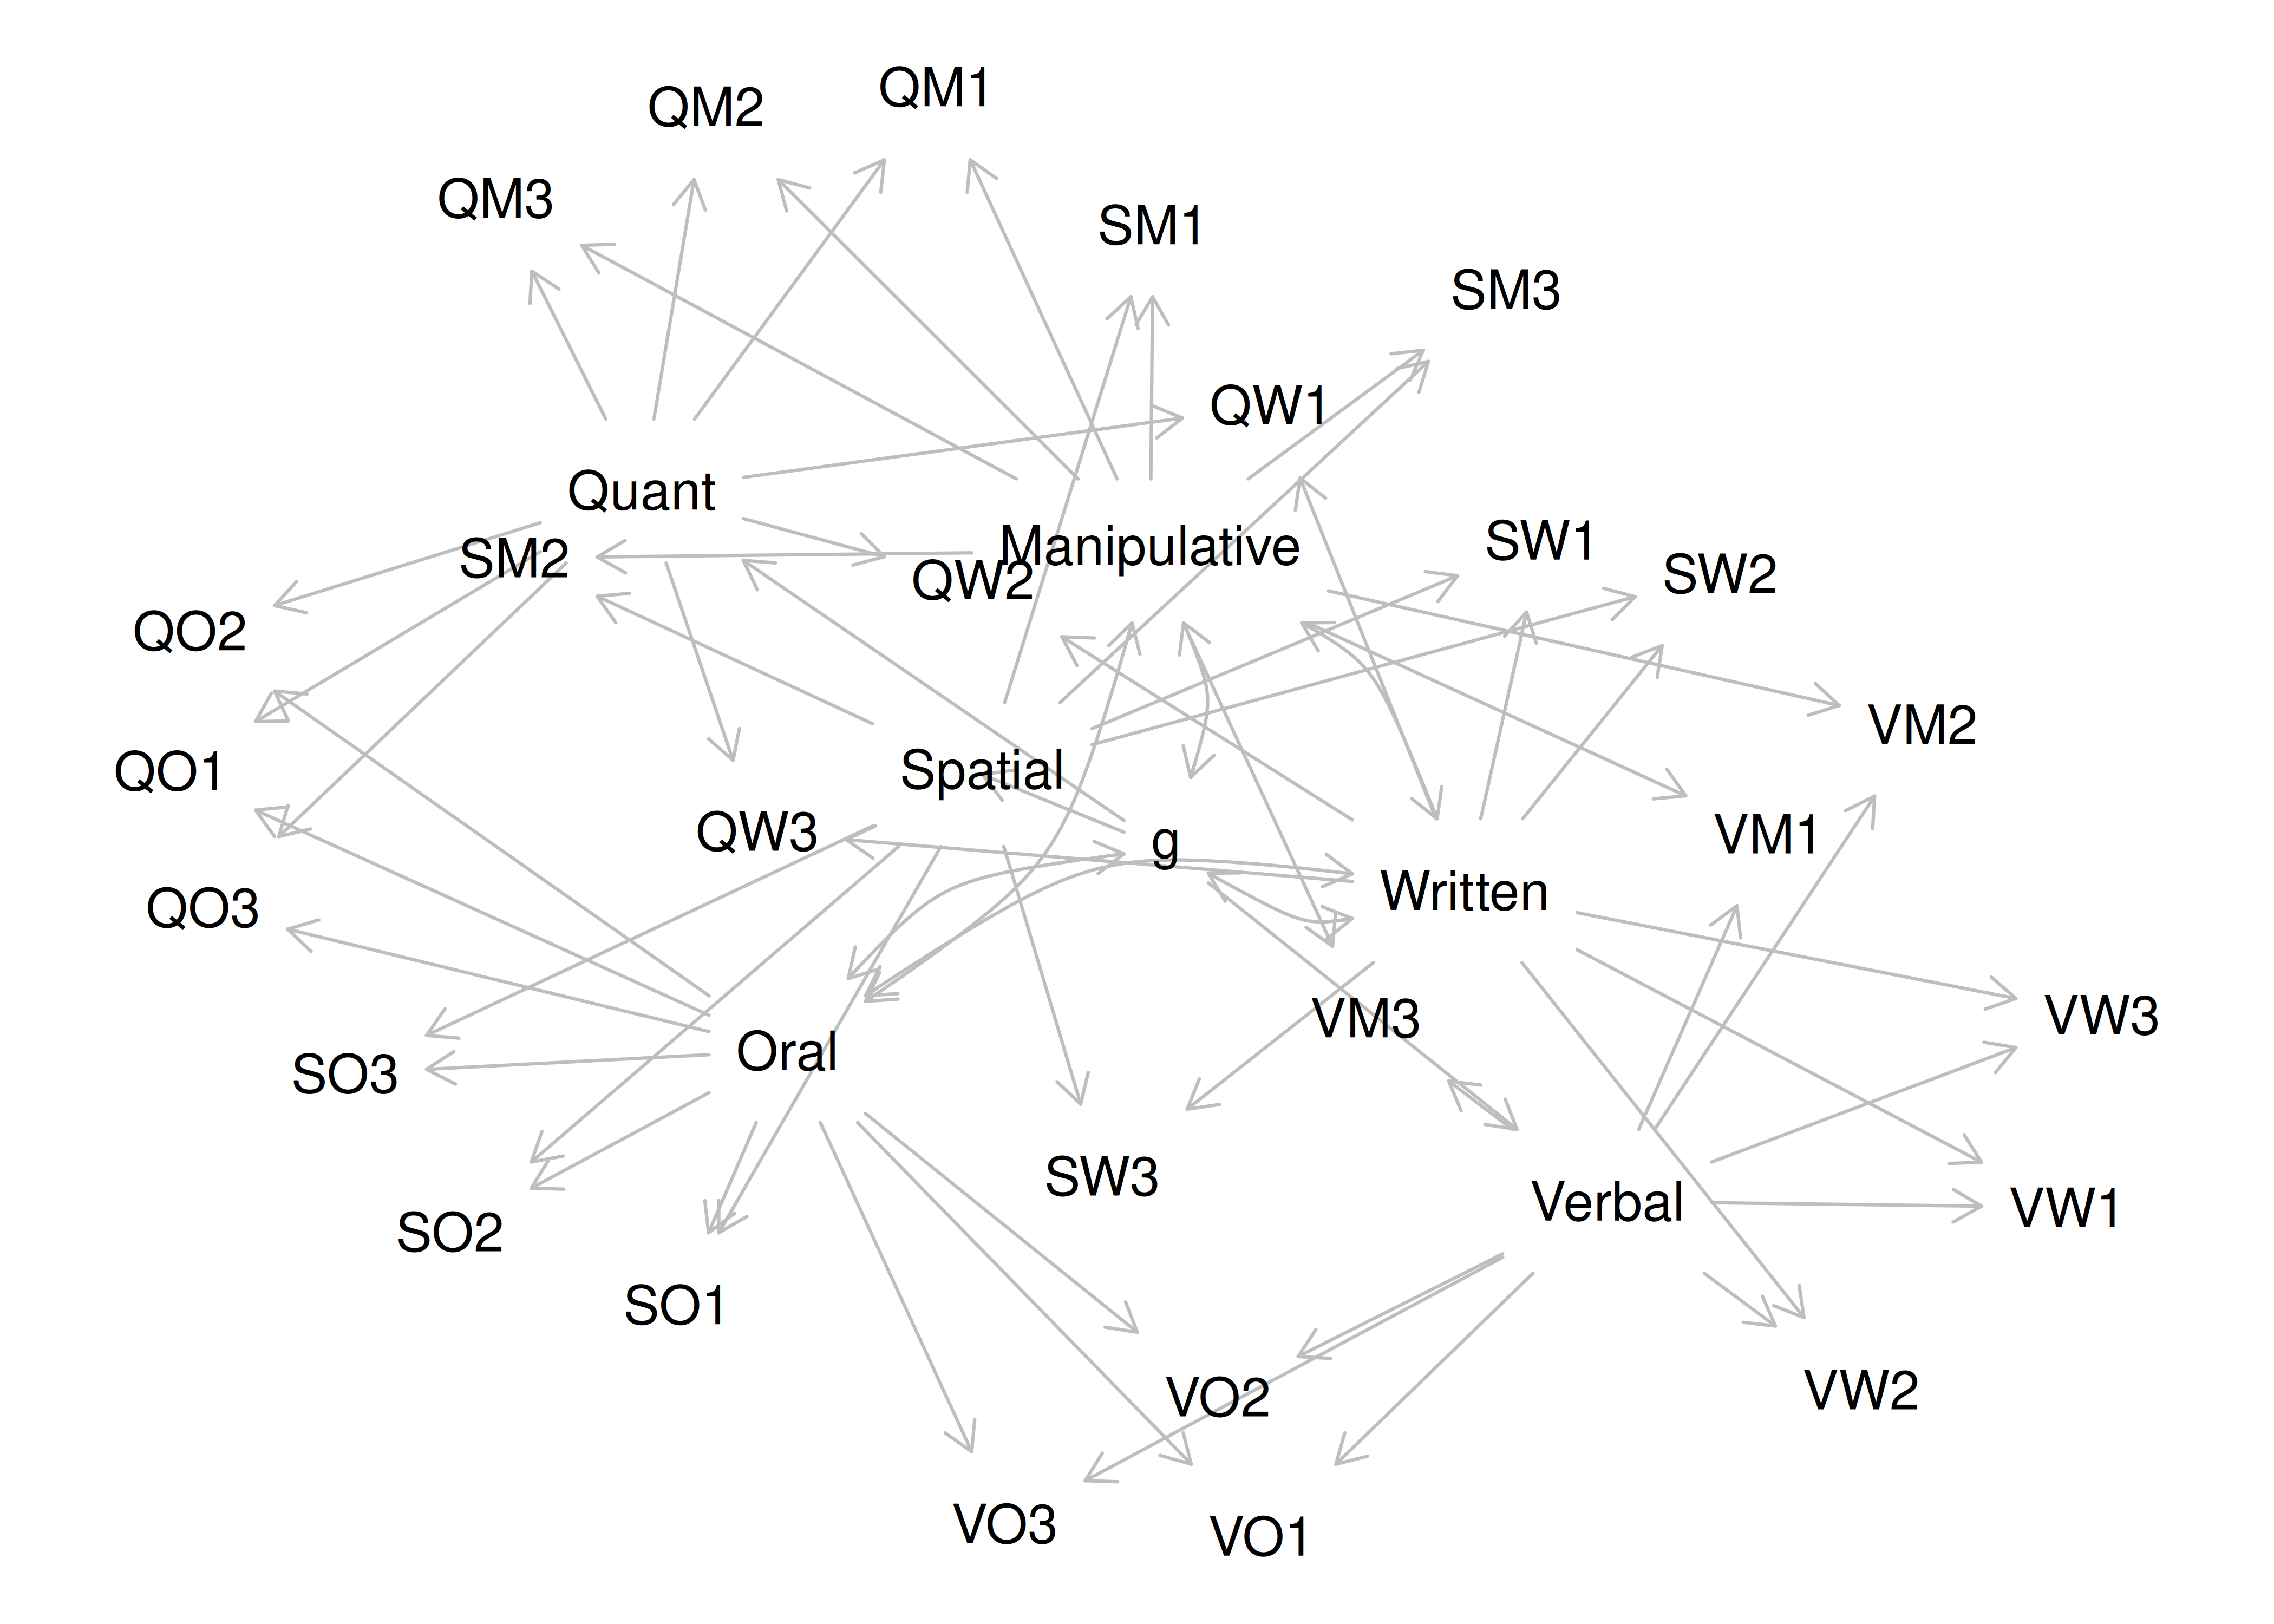 QM1
QM2
QM3
SM1
SM3
QW1
Quant
SM2
Manipulative
QW2
SW1
SW2
QO2
VM2
QO1
Spatial
QW3
g
VM1
Written
QO3
VM3
VW3
Oral
SO3
SW3
Verbal
VW1
SO2
SO1
VO2
VW2
VO3
VO1